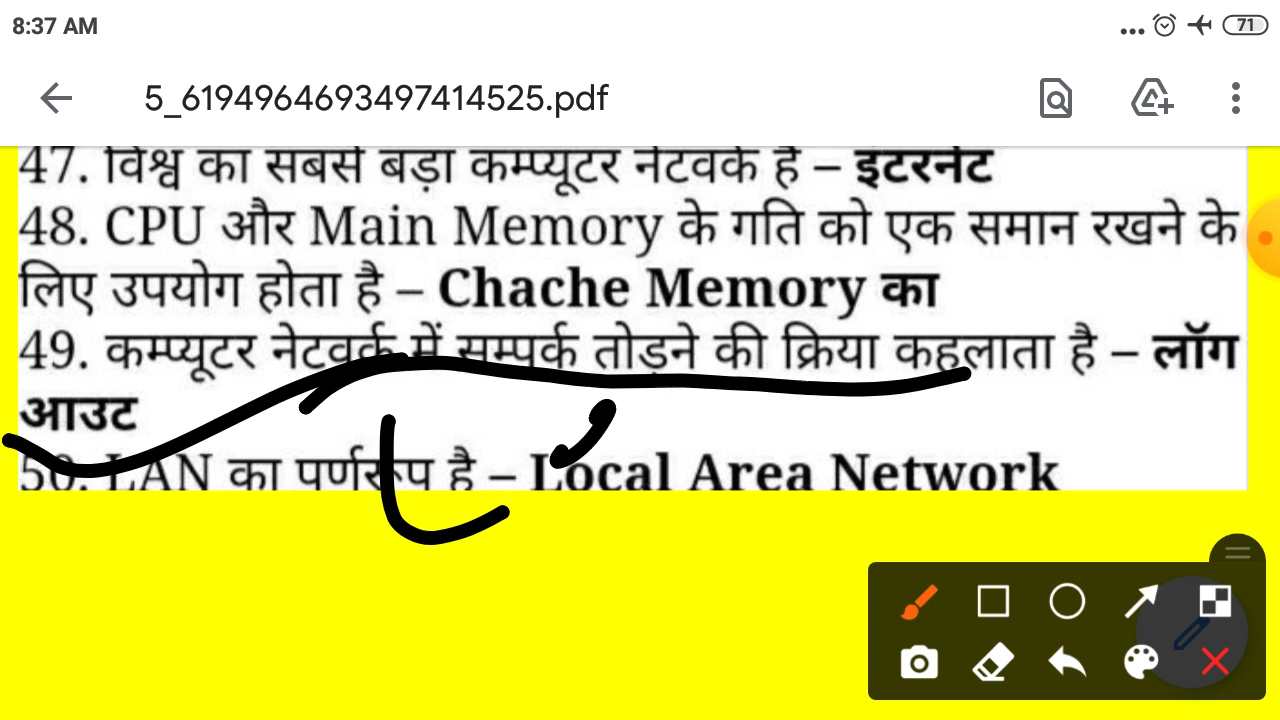 8:37 AM
71
5_6194964693497414525.pdf
47. विश्व का सबसे बड़ा कम्प्यूटर नेटवर्क है – इंटरनेट
48. CPU और Main Memory के गति को एक समान रखने के
लिए उपयोग होता है – Chache Memory का
49. कम्प्यूटर नेटवर्क में सम्पर्क तोड़ने की क्रिया कहलाता है – लॉग
आउट
50. LAN का पूर्णरूप है – Local Area Network